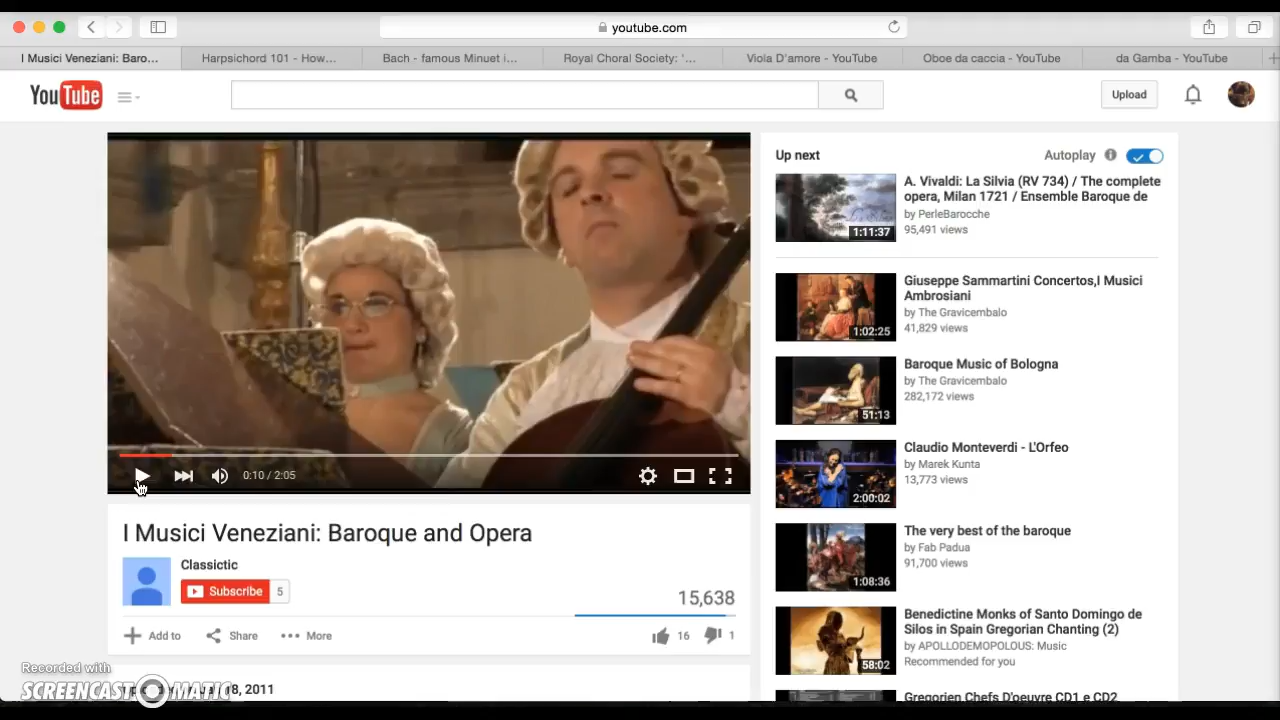 youtube.com
I Musici Veneziani: Baro...
Harpsichord 101 - How...
Bach - famous Minuet i...
Royal Choral Society: '...
Viola D'amore - YouTube
Oboe da caccia - YouTube
da Gamba - YouTube
YouTube
Upload
Up next
Autoplay
A. Vivaldi: La Silvia (RV 734) / The complete
opera, Milan 1721 / Ensemble Baroque de
by PerleBarocche
95,491 views
1:11:37
Giuseppe Sammartini Concertos,I Musici
Ambrosiani
by The Gravicembalo
41,829 views
1:02:25
Baroque Music of Bologna
by The Gravicembalo
282,172 views
51:13
Claudio Monteverdi - L'Orfeo
by Marek Kunta
13,773 views
2:00:02
The very best of the baroque
by Fab Padua
91,700 views
1:08:36
Benedictine Monks of Santo Domingo de
Silos in Spain Gregorian Chanting (2)
by APOLLODEMOPOLOUS: Music
Recommended for you
58:02
Gregorien Chefs D'oeuvre CD1 e CD2
0:10 / 2:05
I Musici Veneziani: Baroque and Opera
Classictic
Subscribe 5
15,638
Add to Share More 16 1
Recorded with
SCREENCAST-O-MATIC
8, 2011